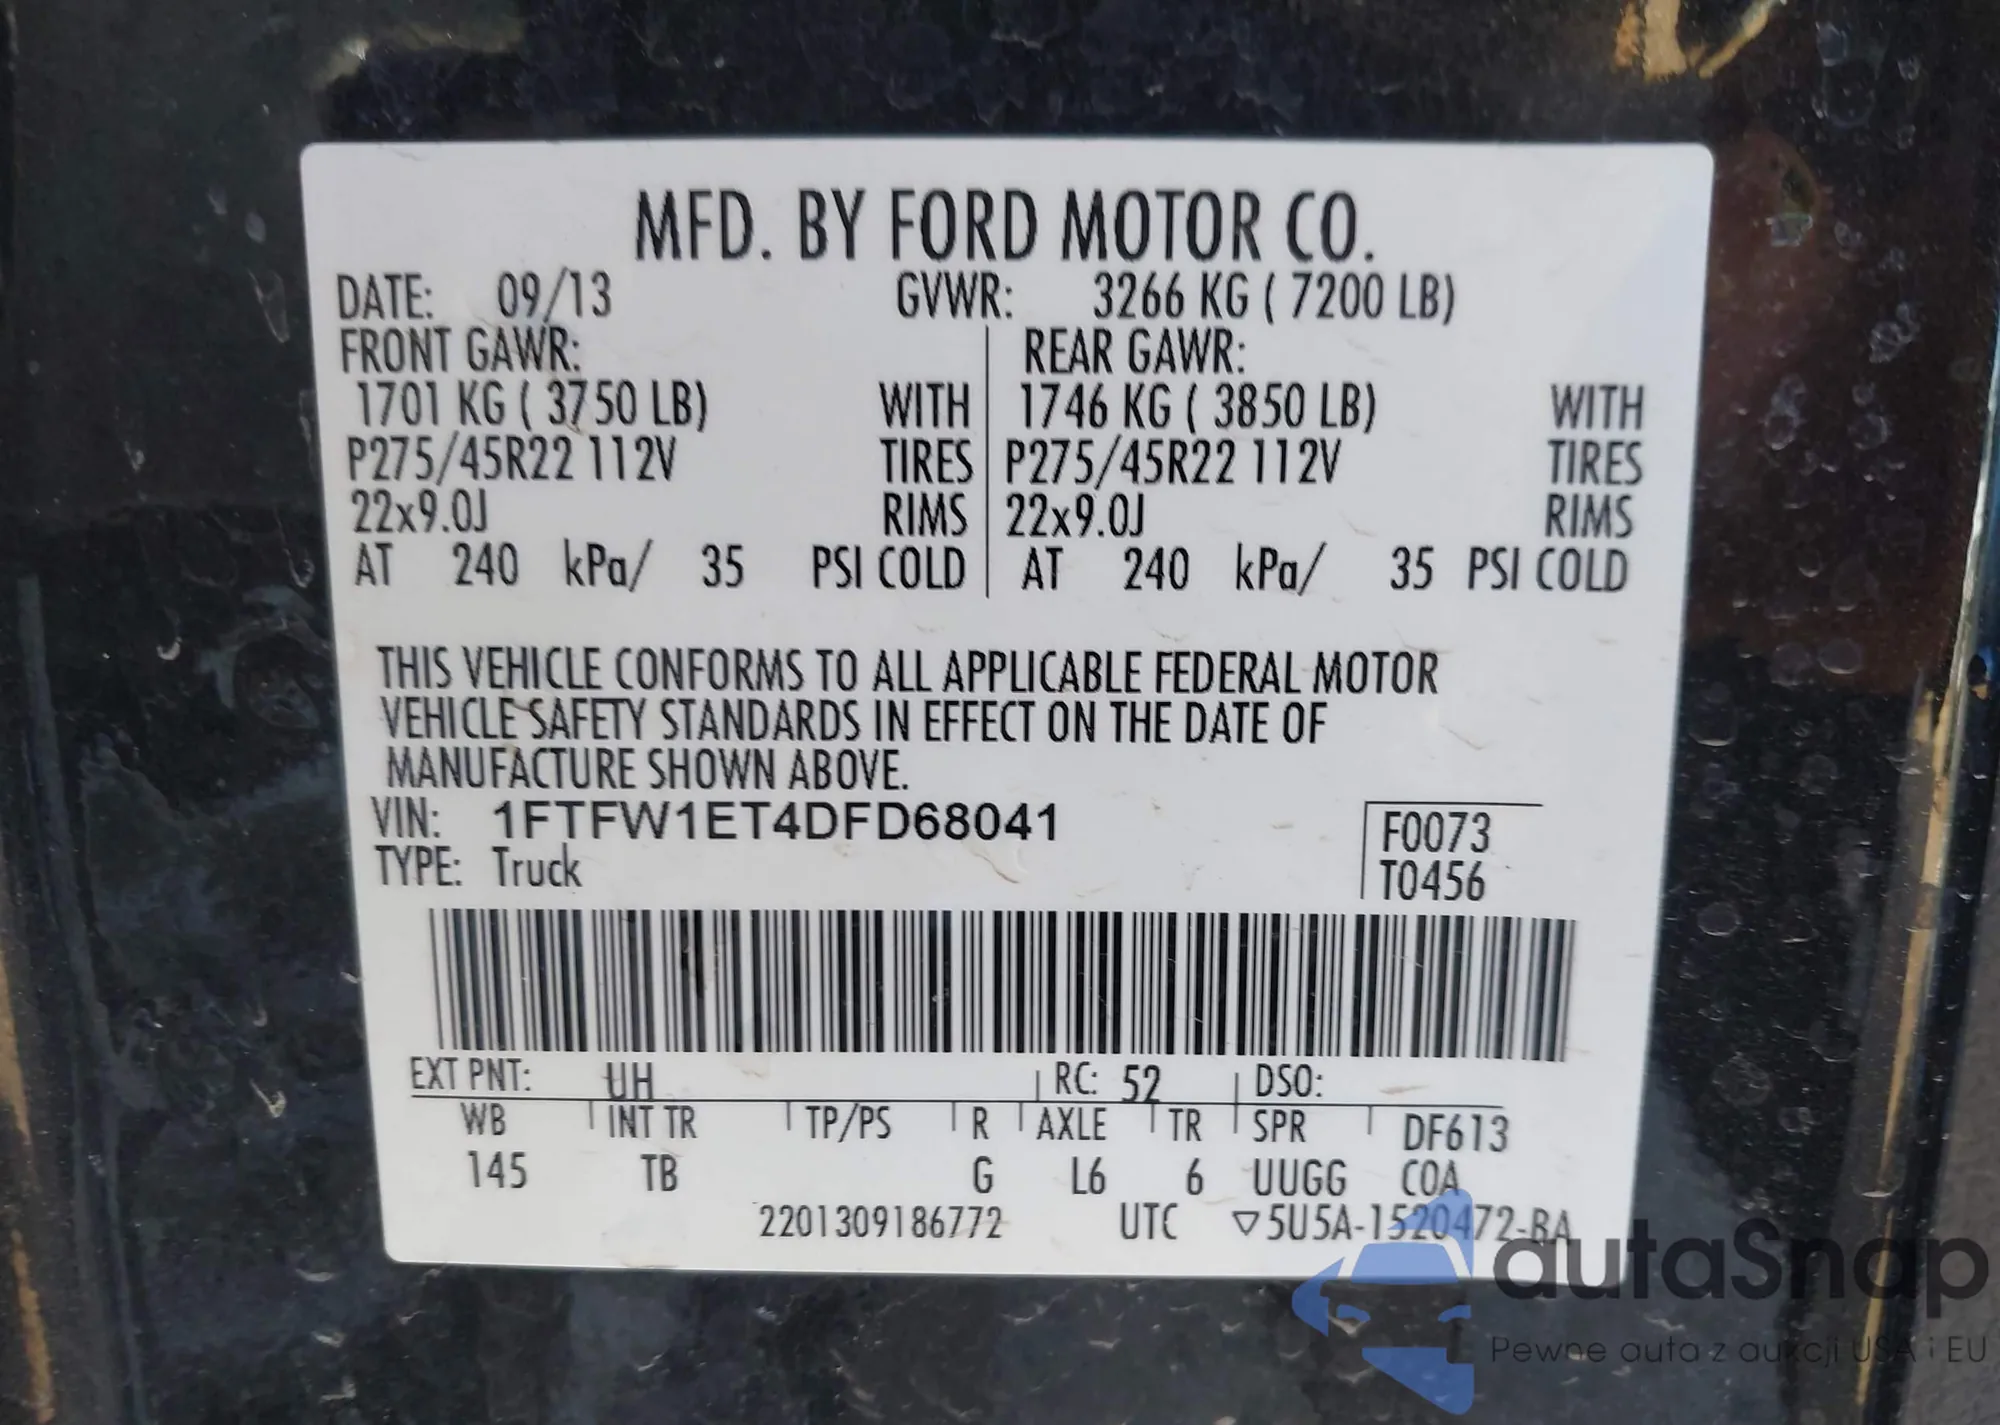 MFD. BY FORD MOTOR CO.
DATE: 09/13 GVWR: 3266 KG ( 7200 LB)
FRONT GAWR: REAR GAWR:
1701 KG ( 3750 LB) WITH 1746 KG ( 3850 LB) WITH
P275/45R22 112V TIRES P275/45R22 112V TIRES
22x9.0J RIMS 22x9.0J RIMS
AT 240 kPa/ 35 PSI COLD AT 240 kPa/ 35 PSI COLD
THIS VEHICLE CONFORMS TO ALL APPLICABLE FEDERAL MOTOR
VEHICLE SAFETY STANDARDS IN EFFECT ON THE DATE OF
MANUFACTURE SHOWN ABOVE.
VIN: 1FTFW1ET4DFD68041 F0073
TYPE: Truck T0456
EXT PNT: UH RC: 52 DSO:
WB INT TR TP/PS R AXLE TR SPR DF613
145 TB G L6 6 UUGG COA
2201309186772 UTC ▽5U5A-1520472-BA
autaSnap
Pewne auta z aukcji USA i EU